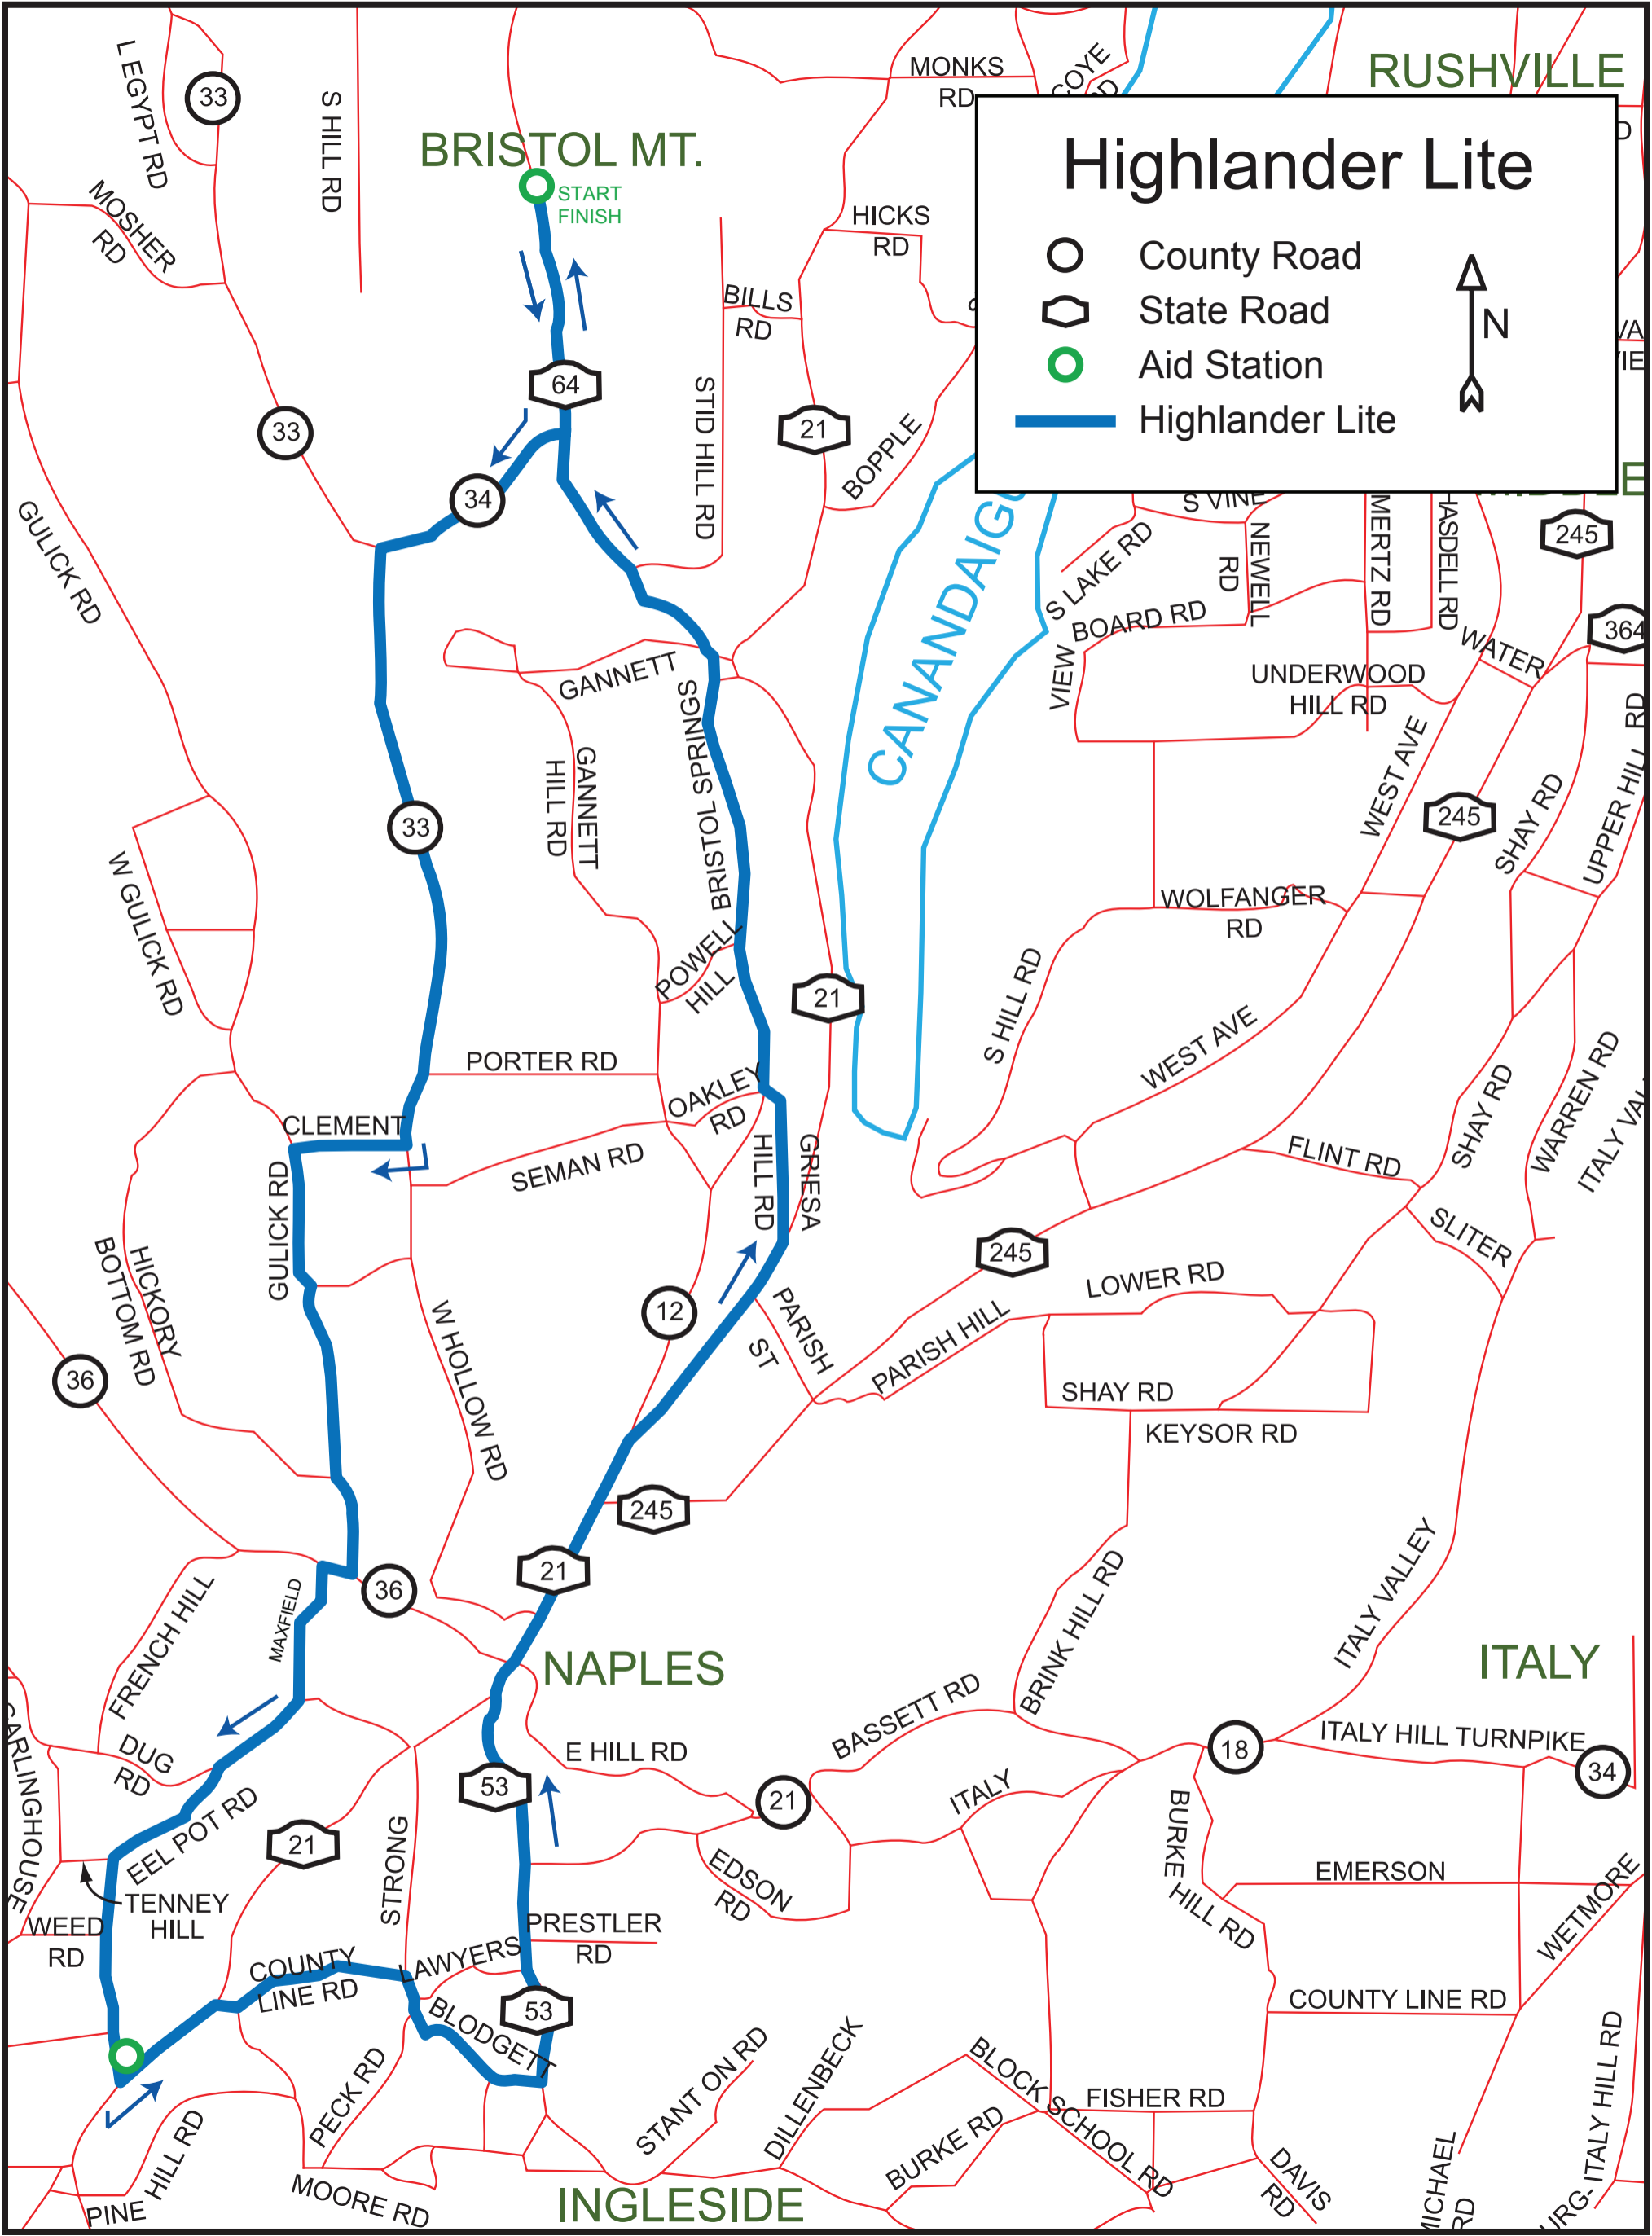 L EGYPT RD
33
S HILL RD
MONKS
RD
COYE
RUSHVILLE
BRISTOL MT.
START
FINISH
MOSHER
RD
HICKS
RD
Highlander Lite
County Road
State Road
Aid Station
Highlander Lite
N
BILLS
RD
64
33
34
STID HILL RD
21
BOPPLE
S VINE
S LAKE RD
NEWELL
RD
MERTZ RD
HASDELL RD
245
364
GULICK RD
CANANDAIGU
VIEW
BOARD RD
WATER
UNDERWOOD
HILL RD
RD
GANNETT
GANNETT
HILL RD
BRISTOL SPRINGS
33
WEST AVE
245
SHAY RD
UPPER HILL
W GULICK RD
WOLFANGER
RD
POWELL
HILL
21
S HILL RD
WEST AVE
PORTER RD
OAKLEY
RD
CLEMENT
SEMAN RD
HILL RD
GRIESA
FLINT RD
SHAY RD
WARREN RD
ITALY VAL
SLITER
GULICK RD
HICKORY
BOTTOM RD
245
LOWER RD
12
PARISH
ST
PARISH HILL
W HOLLOW RD
36
SHAY RD
KEYSOR RD
245
21
36
BRINK HILL RD
ITALY VALLEY
FRENCH HILL
MAXFIELD
NAPLES
ITALY
CARLINGHOUSE
DUG
RD
E HILL RD
BASSETT RD
18
ITALY HILL TURNPIKE
34
53
21
ITALY
EEL POT RD
21
STRONG
BURKE
HILL RD
EDSON
RD
EMERSON
TENNEY
HILL
WEED
RD
PRESTLER
RD
WETMORE
COUNTY
LINE RD
LAWYERS
53
BLODGETT
COUNTY LINE RD
PECK RD
STANT ON RD
DILLENBECK
BLOCK SCHOOL RD
FISHER RD
ITALY HILL RD
BURKE RD
HILL RD
PINE
MOORE RD
INGLESIDE
DAVIS
RD
MICHAEL
RD
URG-